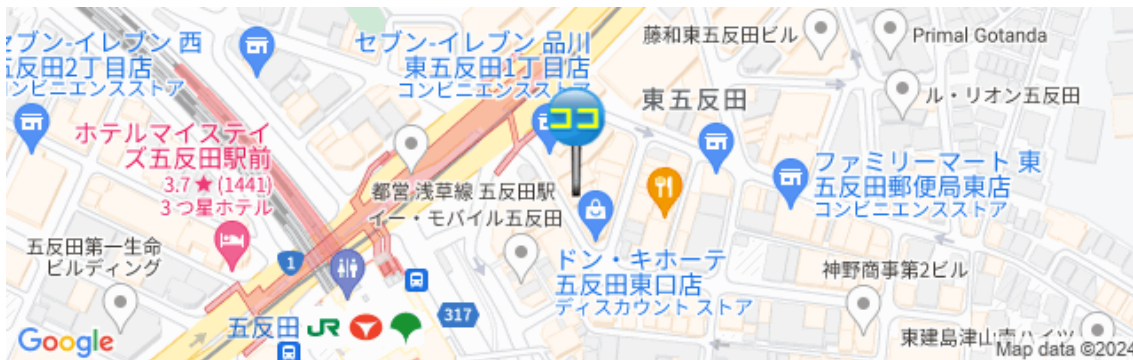 セブン-イレブン 西
五反田2丁目店
コンビニエンスストア
セブン-イレブン 品川
東五反田1丁目店
コンビニエンスストア
藤和東五反田ビル
Primal Gotanda
ココ
東五反田
ル・リオン五反田
ホテルマイステイ
ズ五反田駅前
3.7 ★ (1441)
3 つ星ホテル
都営 浅草線 五反田駅
イー・モバイル五反田
ファミリーマート 東
五反田郵便局東店
コンビニエンスストア
五反田第一生命
ビルディング
1
ドン・キホーテ
五反田東口店
ディスカウント ストア
神野商事第2ビル
317
五反田 JR
東建島津山南ハイツ
Google
Map data ©2024